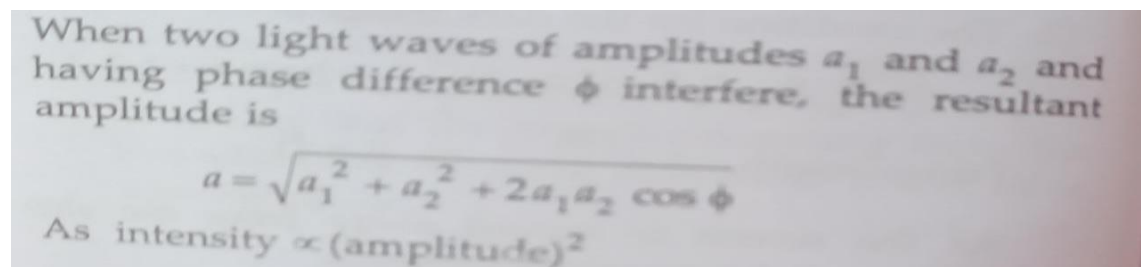 When two light waves of amplitudes a₁ and a₂ and
having phase difference ϕ interfere, the resultant
amplitude is
a = √(a₁² + a₂² + 2a₁a₂ cos ϕ)
As intensity ∝ (amplitude)²